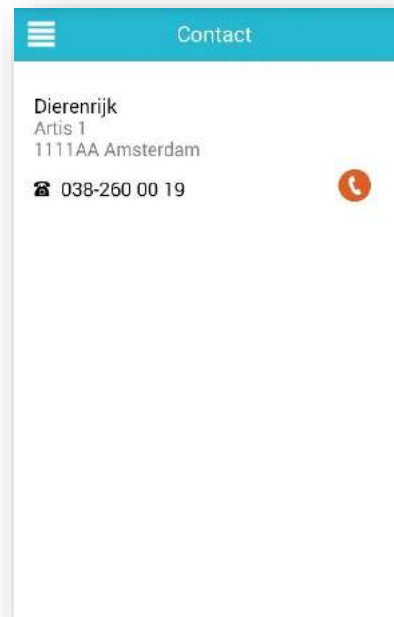 Contact
Dierenrijk
Artis 1
1111AA Amsterdam
☎ 038-260 00 19